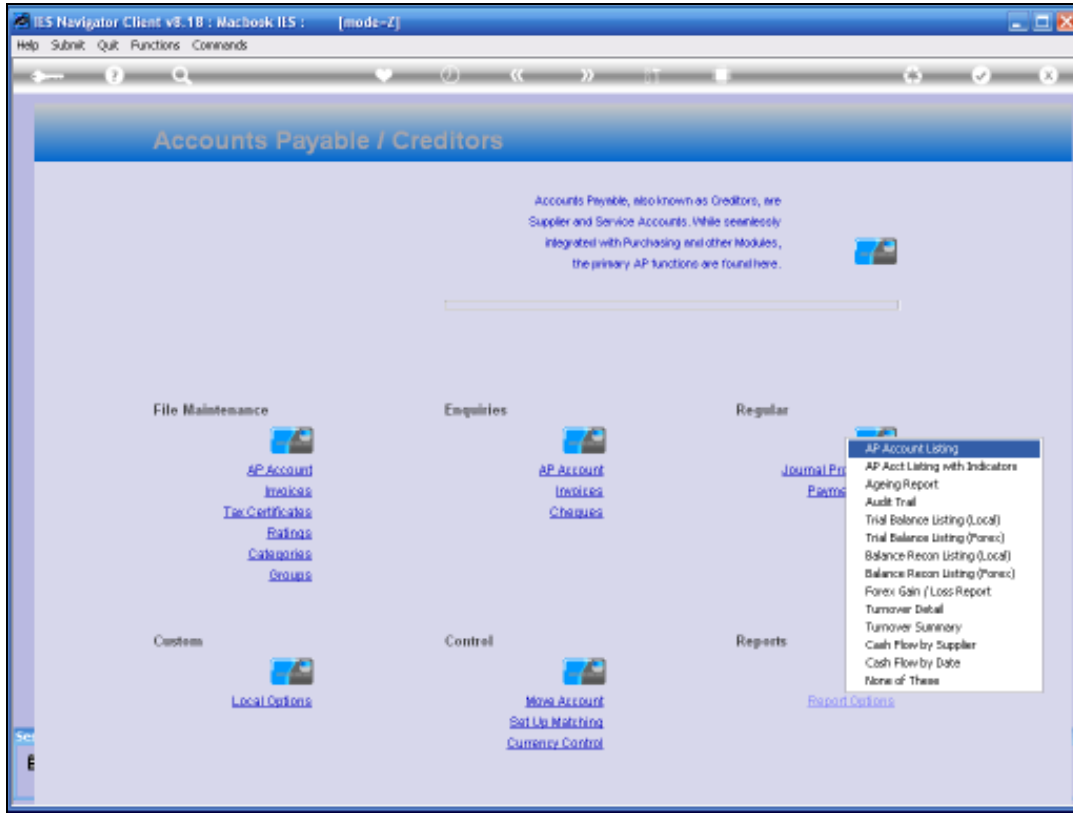 IES Navigator Client v8.18 : Macbook IES :     [mode-Z]
Help Submit Quit Functions Commands
Accounts Payable / Creditors
Accounts Payable, also known as Creditors, are
Supplier and Service Accounts. While seamlessly
integrated with Purchasing and other Modules,
the primary AP functions are found here.
File Maintenance
AP Account
Invoices
Tax Certificates
Ratings
Categories
Groups
Enquiries
AP Account
Invoices
Cheques
Regular
Journal Pr
Payme
AP Account Listing
AP Acct Listing with Indicators
Ageing Report
Audit Trail
Trial Balance Listing (Local)
Trial Balance Listing (Forex)
Balance Recon Listing (Local)
Balance Recon Listing (Forex)
Forex Gain / Loss Report
Turnover Detail
Turnover Summary
Cash Flow by Supplier
Cash Flow by Date
None of These
Custom
Local Options
Control
Move Account
Set Up Matching
Currency Control
Reports
Report Options